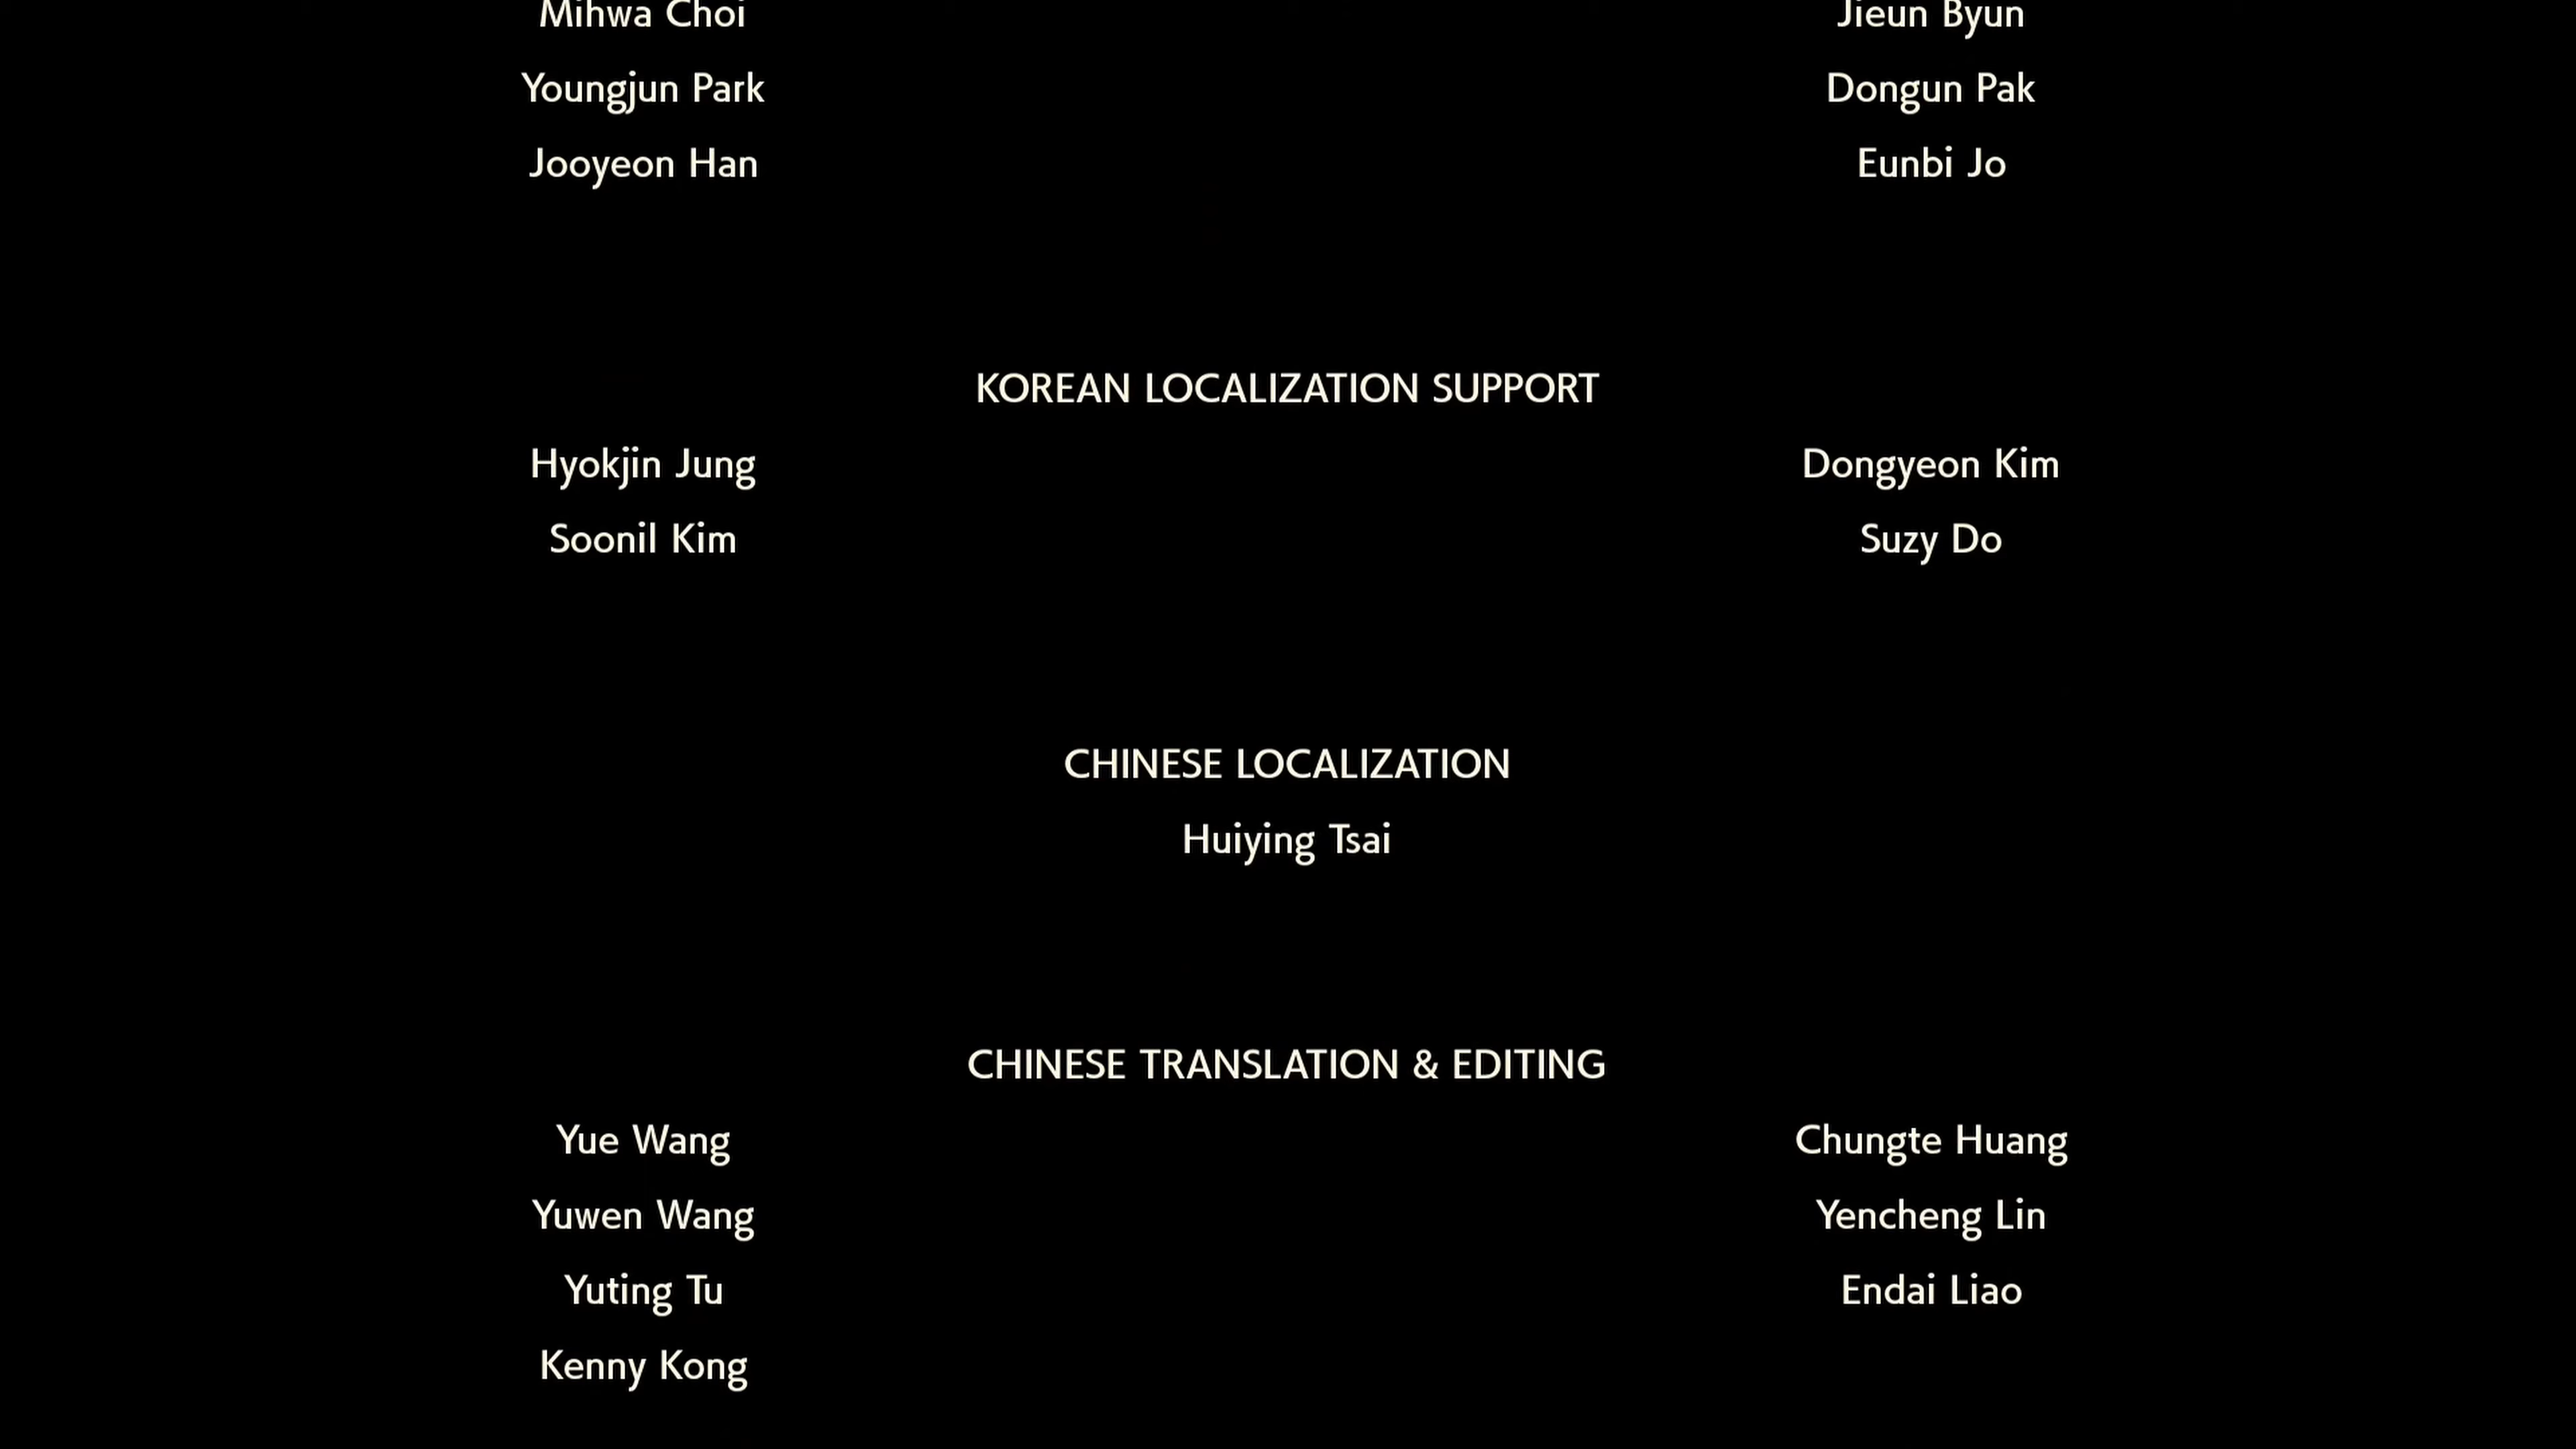 Mihwa Choi Jieun Byun
Youngjun Park Dongun Pak
Jooyeon Han Eunbi Jo
KOREAN LOCALIZATION SUPPORT
Hyokjin Jung Dongyeon Kim
Soonil Kim Suzy Do
CHINESE LOCALIZATION
Huiying Tsai
CHINESE TRANSLATION & EDITING
Yue Wang Chungte Huang
Yuwen Wang Yencheng Lin
Yuting Tu Endai Liao
Kenny Kong